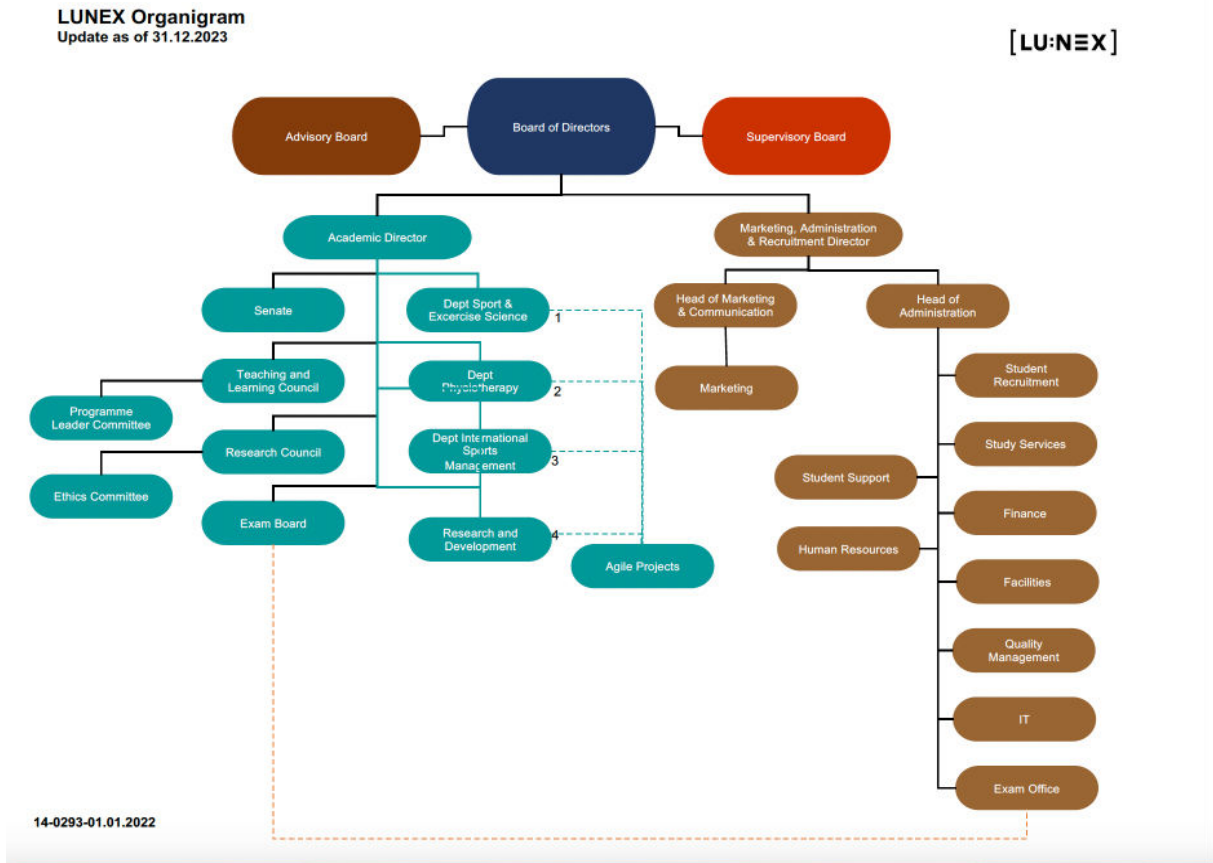 LUNEX Organigram
Update as of 31.12.2023
[LU:NEX]
Advisory Board
Board of Directors
Supervisory Board
Academic Director
Marketing, Administration
& Recruitment Director
Senate
Dept Sport &
Excercise Science
1
Head of Marketing
& Communication
Head of
Administration
Teaching and
Learning Council
Dept
Physiotherapy
2
Marketing
Student
Recruitment
Programme
Leader Committee
Research Council
Dept International
Sports
Management
3
Study Services
Student Support
Ethics Committee
Exam Board
Research and
Development
4
Finance
Human Resources
Agile Projects
Facilities
Quality
Management
IT
Exam Office
14-0293-01.01.2022